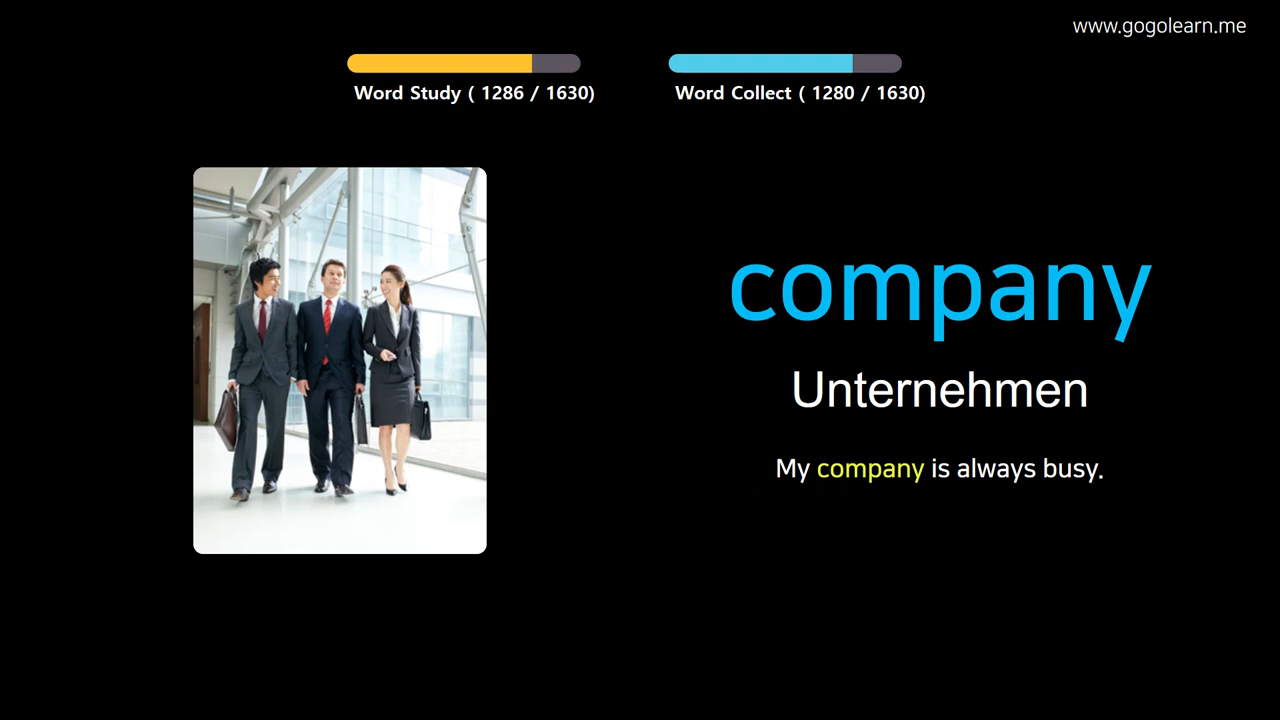 www.gogolearn.me
Word Study ( 1286 / 1630)
Word Collect ( 1280 / 1630)
company
Unternehmen
My company is always busy.